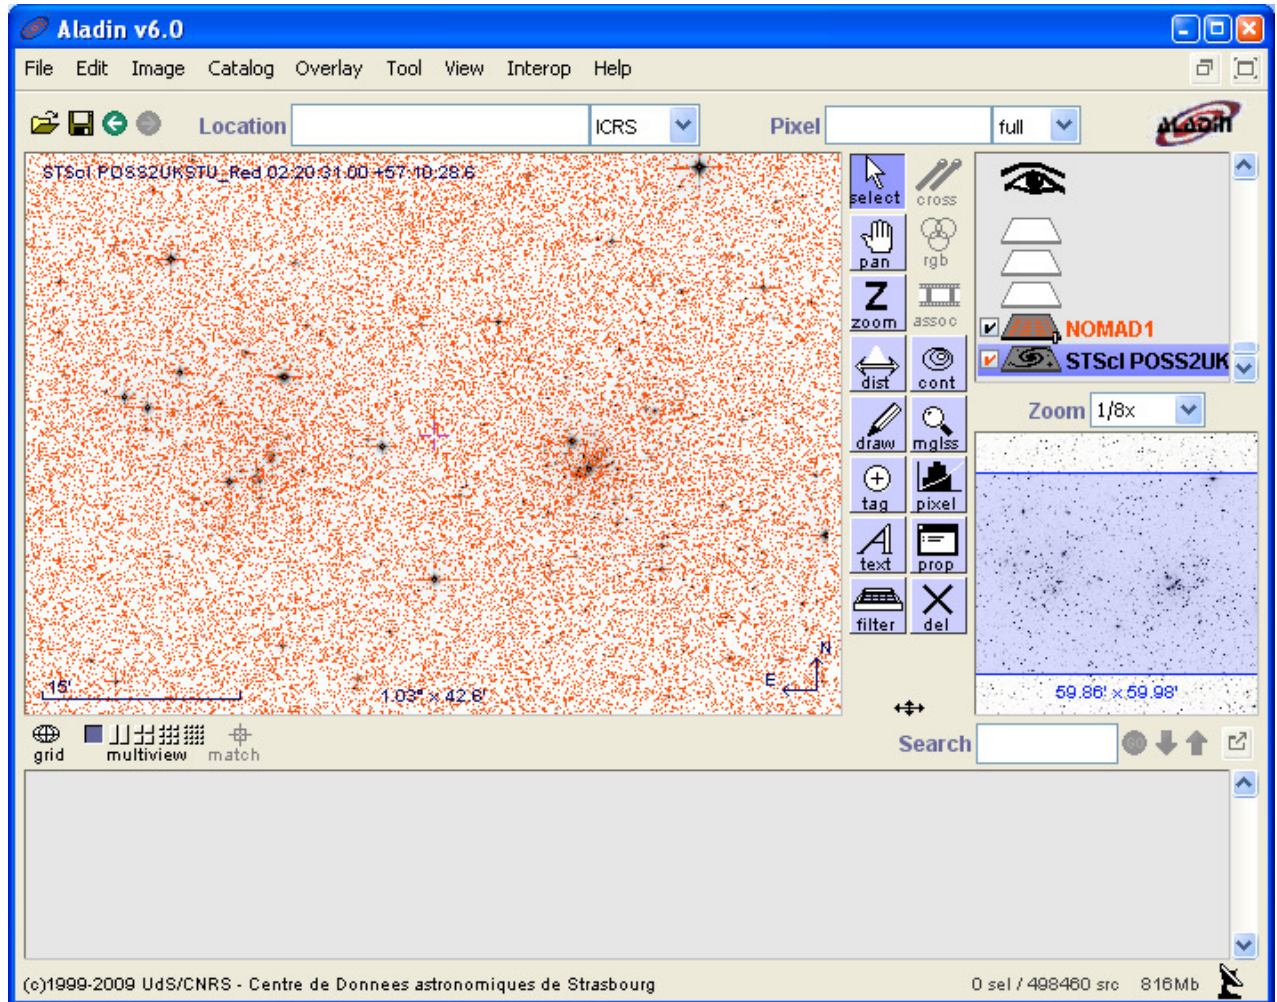 Aladin v6.0
File Edit Image Catalog Overlay Tool View Interop Help
Location ICRS Pixel full ALADIN
STScI POSS2UKSTU_Red 02:20:31.00 +57:10:28.6
select cross
pan rgb
zoom assoc
dist cont
draw mglss
tag pixel
text prop
filter del
NOMAD1
STScI POSS2UK
Zoom 1/8x
N
E
15'
1.03° × 42.6'
59.86' × 59.98'
grid multiview match
Search GO
(c)1999-2009 UdS/CNRS - Centre de Donnees astronomiques de Strasbourg 0 sel / 498460 src 816Mb